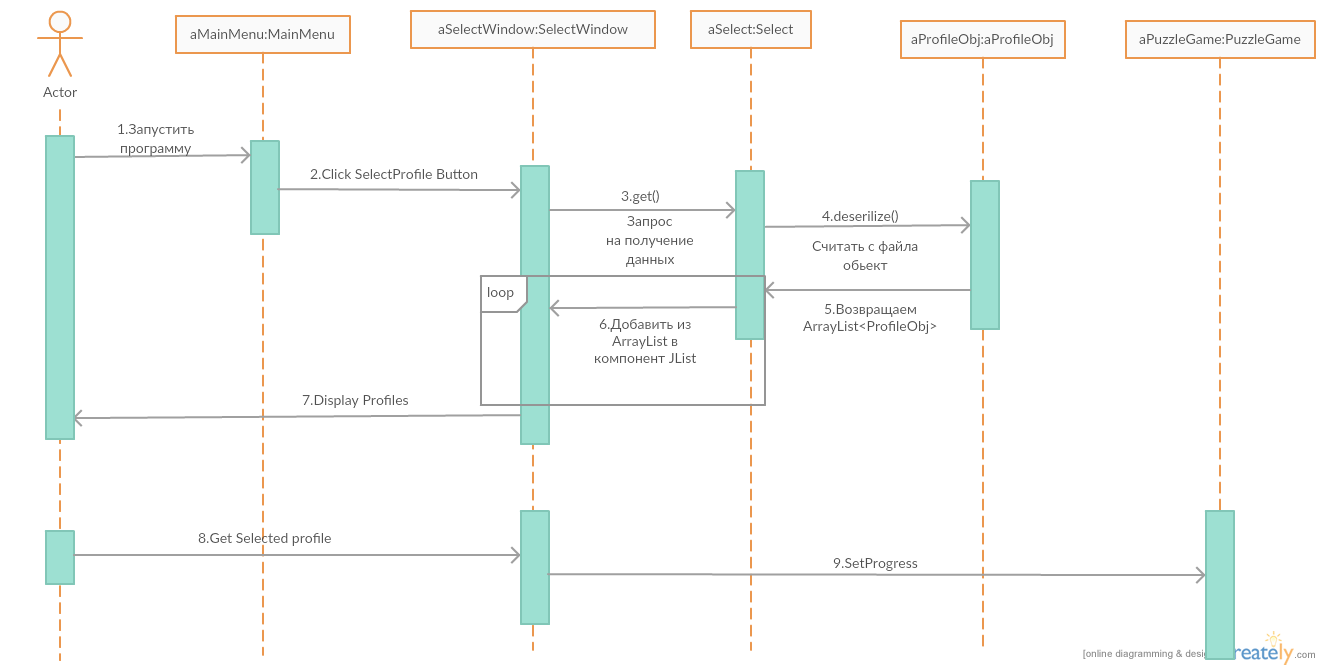 aMainMenu:MainMenu
aSelectWindow:SelectWindow
aSelect:Select
aProfileObj:aProfileObj
aPuzzleGame:PuzzleGame
Actor
1.Запустить
программу
2.Click SelectProfile Button
3.get()
Запрос
на получение
данных
4.deserilize()
Считать с файла
обьект
loop
5.Возвращаем
ArrayList<ProfileObj>
6.Добавить из
ArrayList в
компонент JList
7.Display Profiles
8.Get Selected profile
9.SetProgress
[online diagramming & desi
reately.com